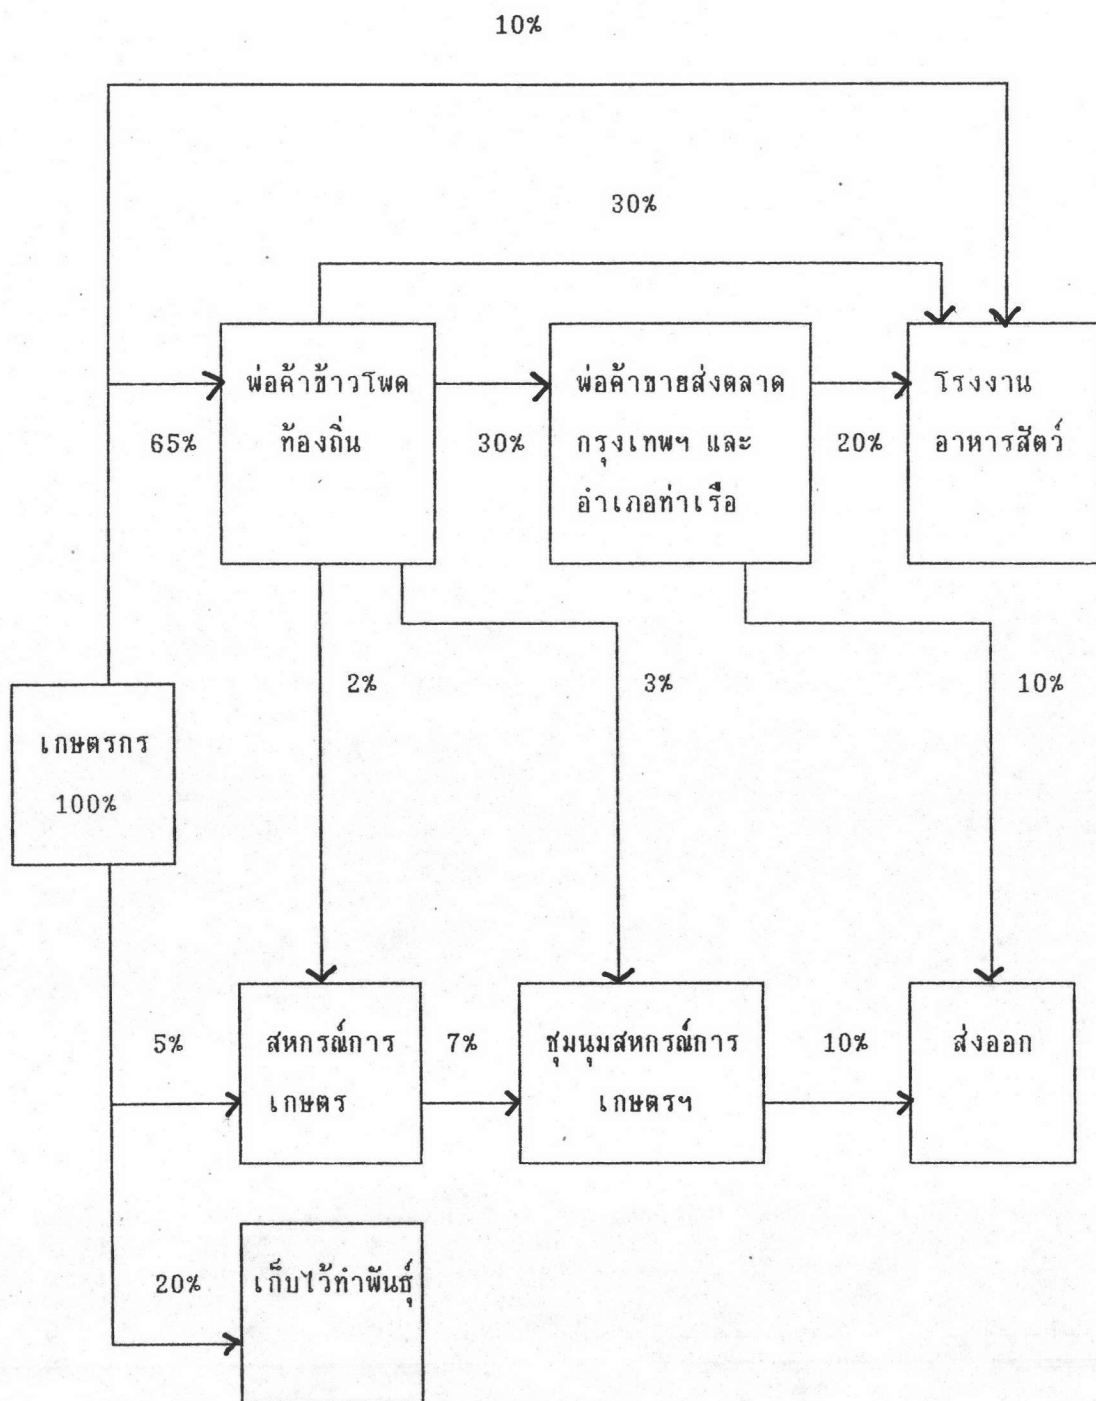 10%
30%
พ่อค้าข้าวโพด
ท้องถิ่น
พ่อค้าขายส่งตลาด
กรุงเทพฯ และ
อำเภอท่าเรือ
โรงงาน
อาหารสัตว์
65%
30%
20%
2%
3%
10%
เกษตรกร
100%
5%
สหกรณ์การ
เกษตร
7%
ชุมนุมสหกรณ์การ
เกษตรฯ
10%
ส่งออก
20%
เก็บไว้ทำพันธุ์